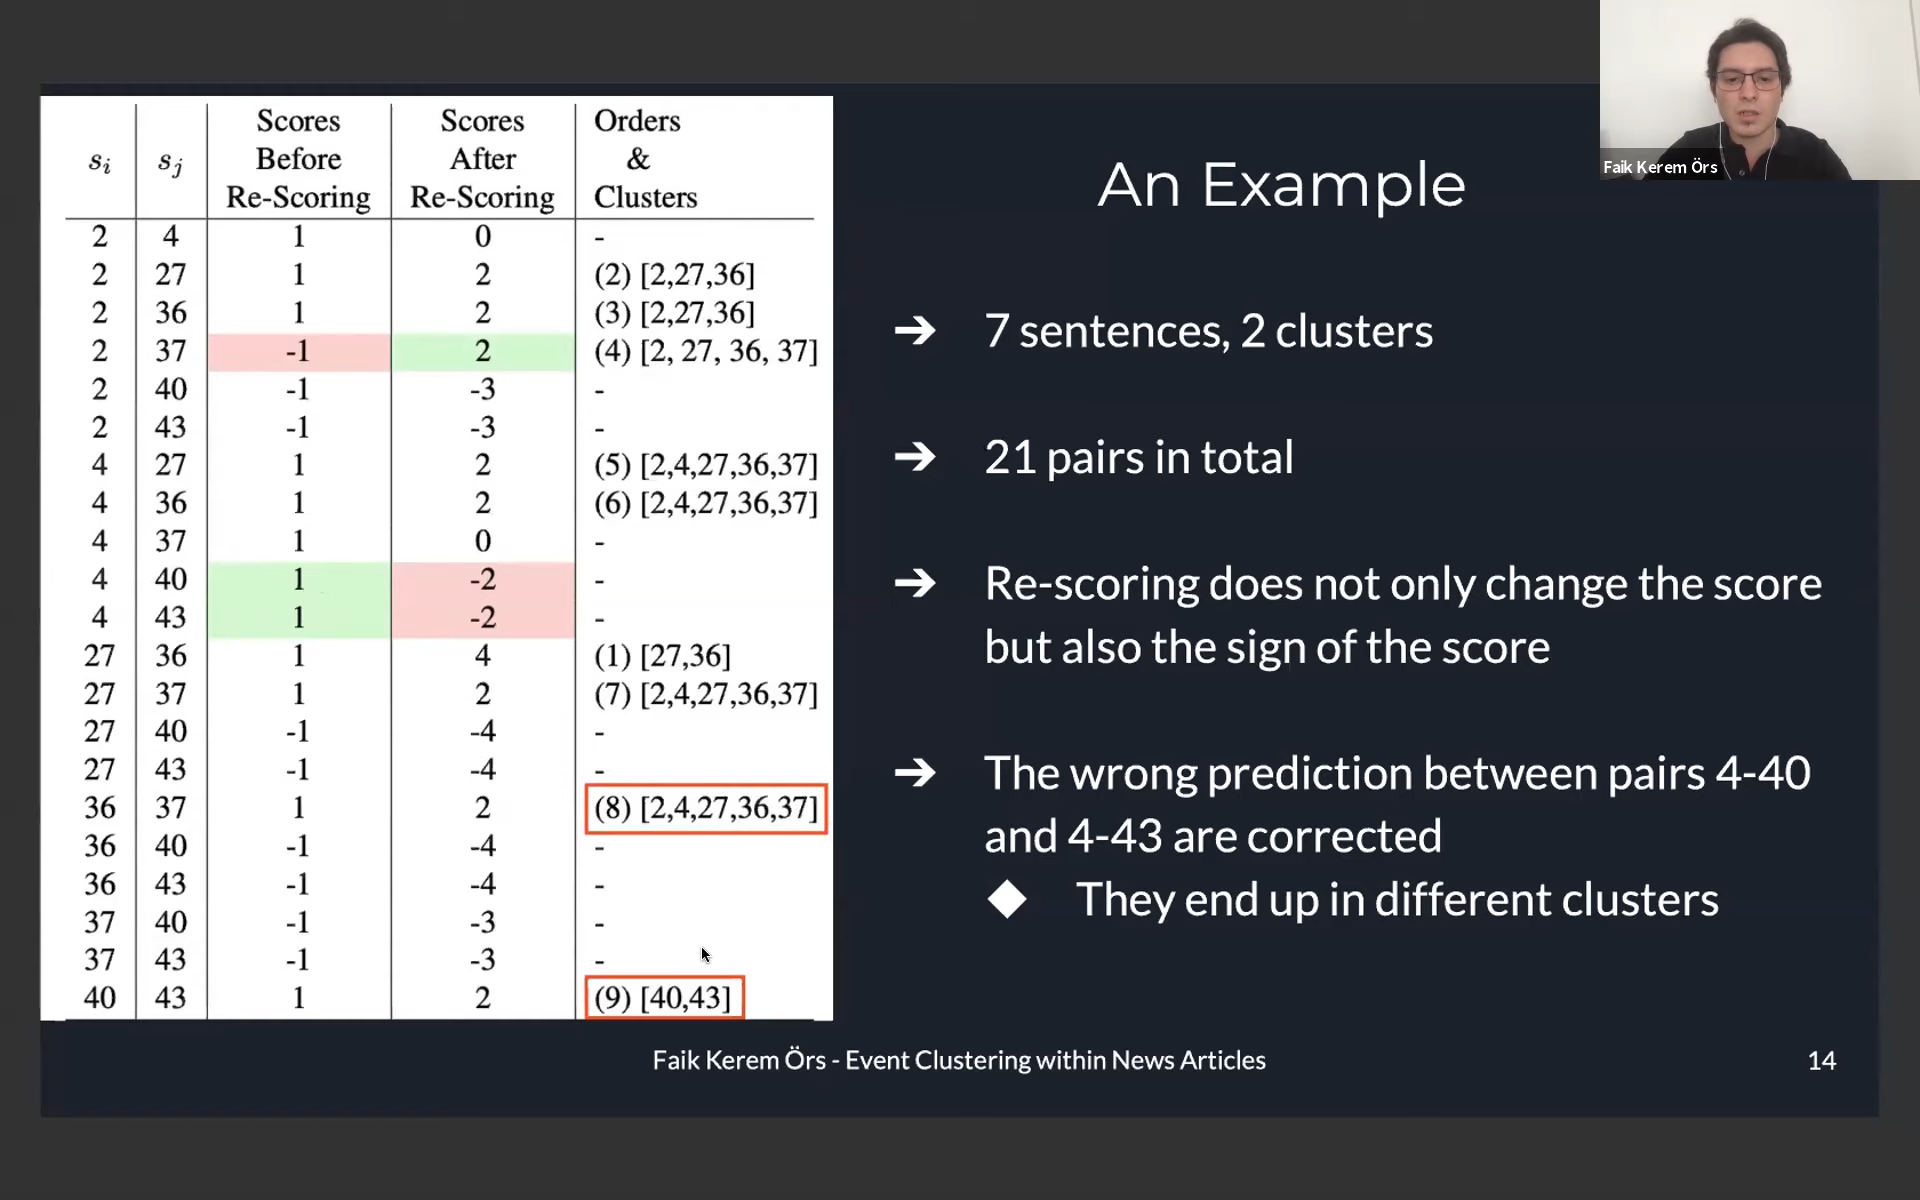 Faik Kerem Örs
An Example
s_i s_j Scores Before Re-Scoring Scores After Re-Scoring Orders & Clusters
2 4 1 0 -
2 27 1 2 (2) [2,27,36]
2 36 1 2 (3) [2,27,36]
2 37 -1 2 (4) [2, 27, 36, 37]
2 40 -1 -3 -
2 43 -1 -3 -
4 27 1 2 (5) [2,4,27,36,37]
4 36 1 2 (6) [2,4,27,36,37]
4 37 1 0 -
4 40 1 -2 -
4 43 1 -2 -
27 36 1 4 (1) [27,36]
27 37 1 2 (7) [2,4,27,36,37]
27 40 -1 -4 -
27 43 -1 -4 -
36 37 1 2 (8) [2,4,27,36,37]
36 40 -1 -4 -
36 43 -1 -4 -
37 40 -1 -3 -
37 43 -1 -3 -
40 43 1 2 (9) [40,43]
➔ 7 sentences, 2 clusters
➔ 21 pairs in total
➔ Re-scoring does not only change the score
but also the sign of the score
➔ The wrong prediction between pairs 4-40
and 4-43 are corrected
◆ They end up in different clusters
Faik Kerem Örs - Event Clustering within News Articles
14